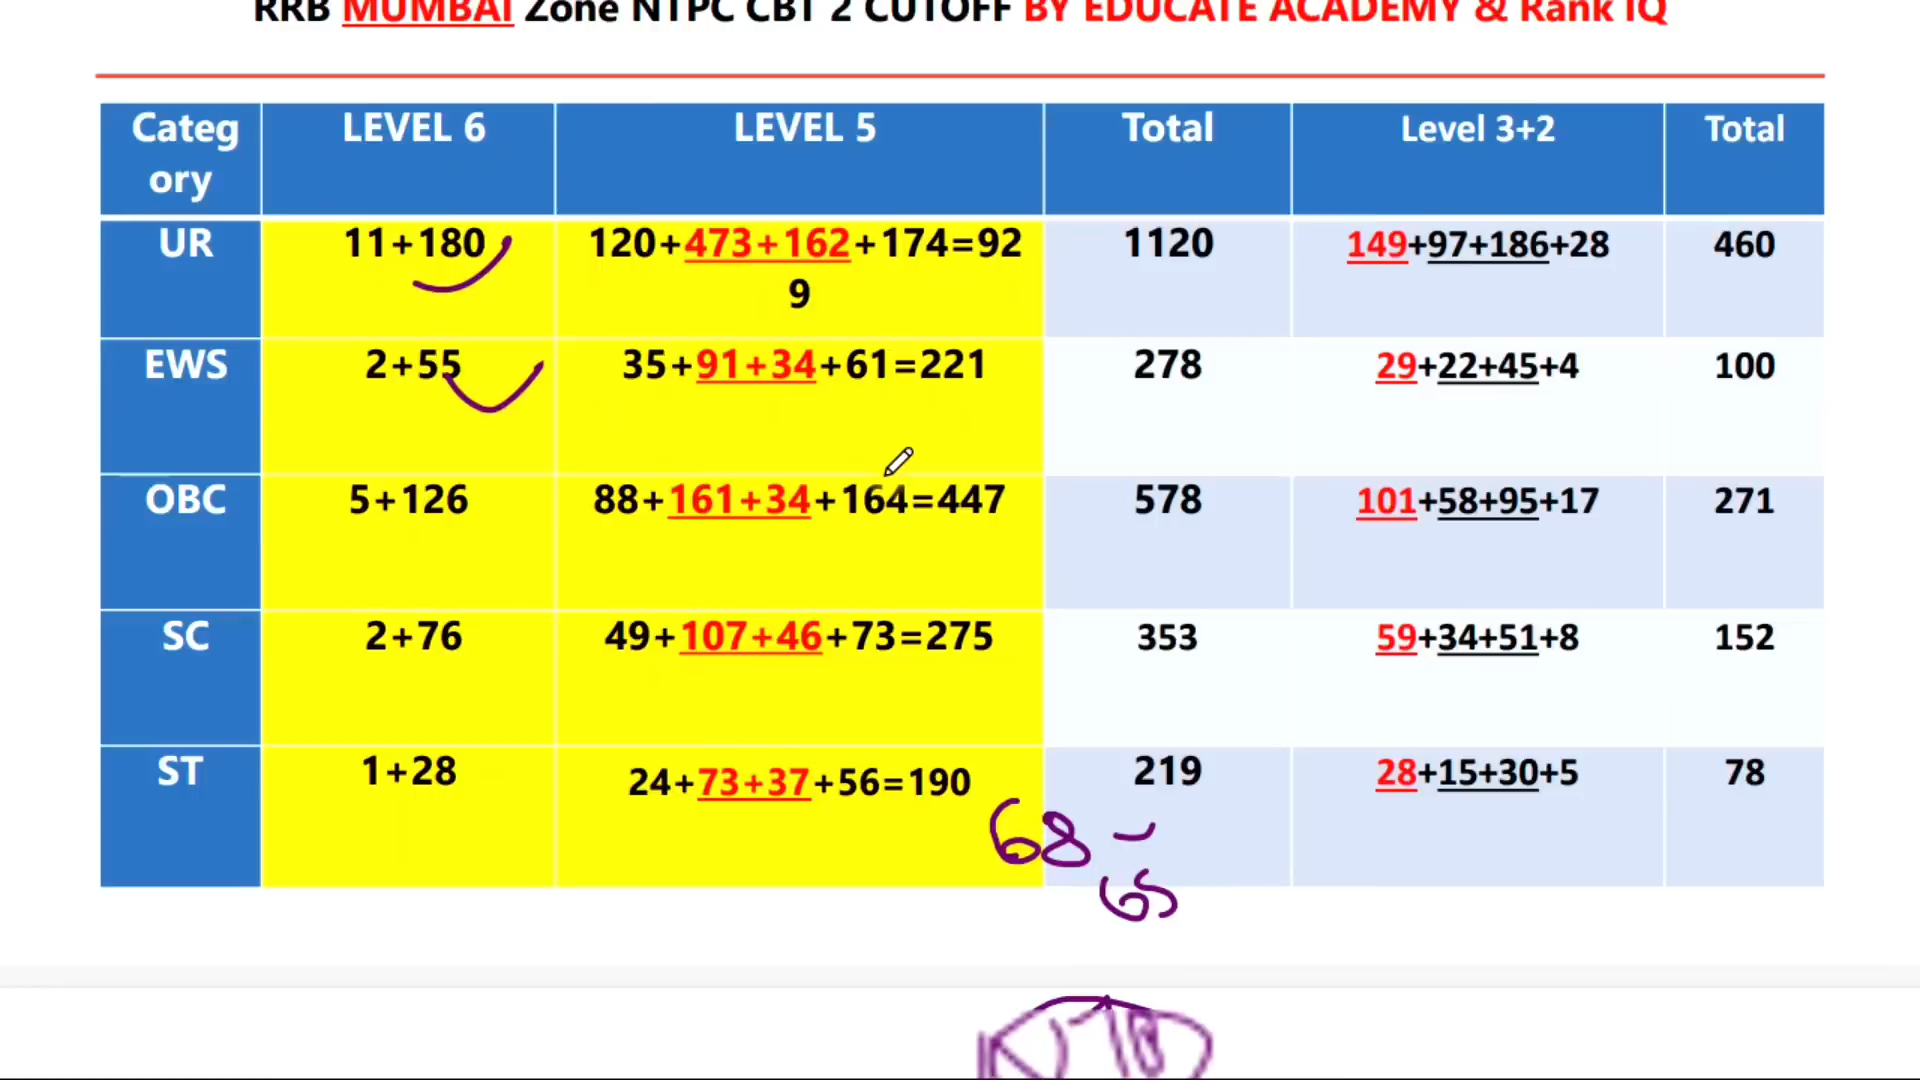 RRB MUMBAI Zone NTPC CBT 2 CUTOFF BY EDUCATE ACADEMY & Rank IQ
Categ LEVEL 6 LEVEL 5 Total Level 3+2 Total
ory
UR 11+180 120+473+162+174=92 1120 149+97+186+28 460
9
EWS 2+55 35+91+34+61=221 278 29+22+45+4 100
OBC 5+126 88+161+34+164=447 578 101+58+95+17 271
SC 2+76 49+107+46+73=275 353 59+34+51+8 152
ST 1+28 24+73+37+56=190 219 28+15+30+5 78
68 -
65